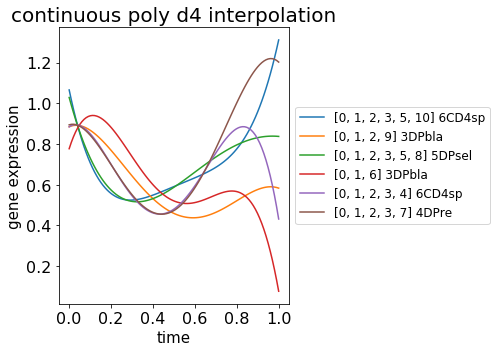 continuous poly d4 interpolation
gene expression
1.2
1.0
0.8
0.6
0.4
0.2
0.0 0.2 0.4 0.6 0.8 1.0
time
[0, 1, 2, 3, 5, 10] 6CD4sp
[0, 1, 2, 9] 3DPbla
[0, 1, 2, 3, 5, 8] 5DPsel
[0, 1, 6] 3DPbla
[0, 1, 2, 3, 4] 6CD4sp
[0, 1, 2, 3, 7] 4DPre